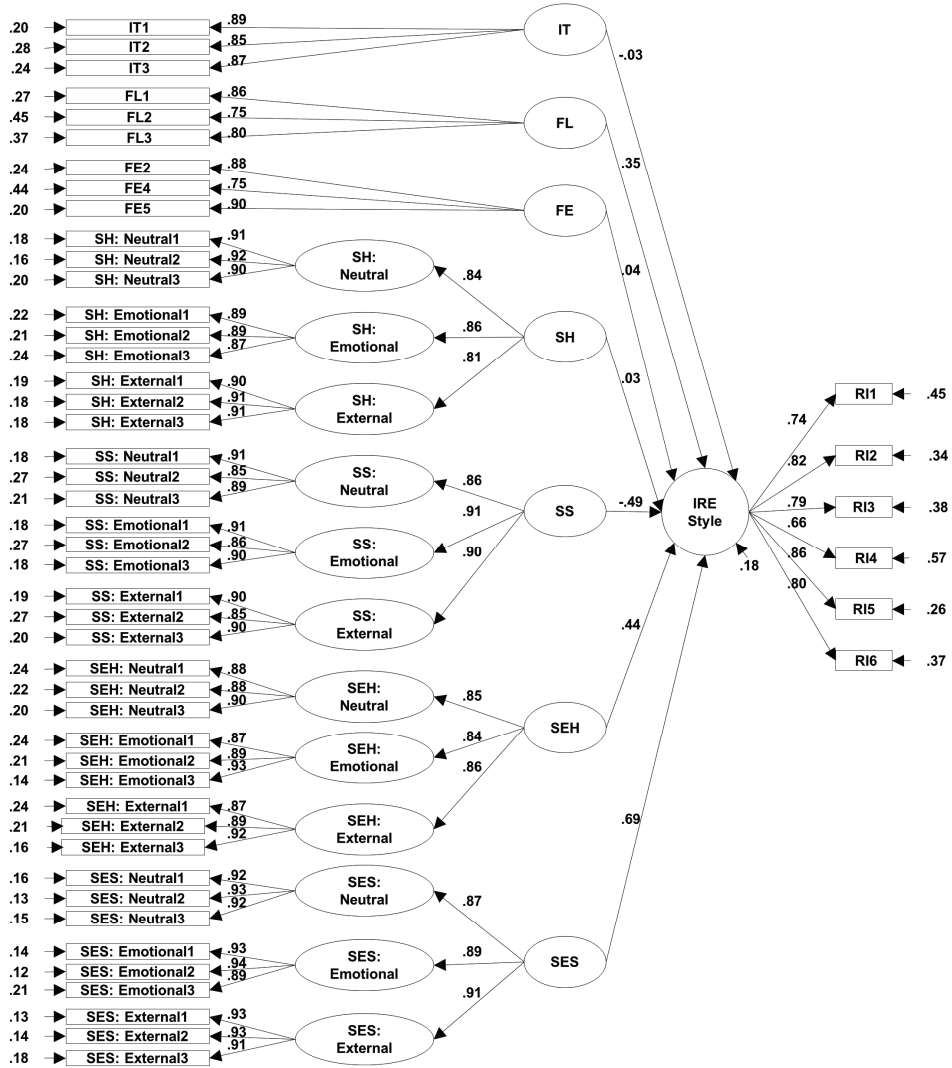 .20 IT1 .89
.28 IT2 .85
.24 IT3 .87
IT
-.03
.27 FL1 .86
.45 FL2 .75
.37 FL3 .80
FL
.35
.24 FE2 .88
.44 FE4 .75
.20 FE5 .90
FE
.04
.18 SH: Neutral1 .91
.16 SH: Neutral2 .92
.20 SH: Neutral3 .90
SH:
Neutral
.84
.22 SH: Emotional1 .89
.21 SH: Emotional2 .89
.24 SH: Emotional3 .87
SH:
Emotional
.86
.19 SH: External1 .90
.18 SH: External2 .91
.18 SH: External3 .91
SH:
External
.81
SH
.03
.18 SS: Neutral1 .91
.27 SS: Neutral2 .85
.21 SS: Neutral3 .89
SS:
Neutral
.86
.18 SS: Emotional1 .91
.27 SS: Emotional2 .86
.18 SS: Emotional3 .90
SS:
Emotional
.91
.19 SS: External1 .90
.27 SS: External2 .85
.20 SS: External3 .90
SS:
External
.90
SS
-.49
.24 SEH: Neutral1 .88
.22 SEH: Neutral2 .88
.20 SEH: Neutral3 .90
SEH:
Neutral
.85
.24 SEH: Emotional1 .87
.21 SEH: Emotional2 .89
.14 SEH: Emotional3 .93
SEH:
Emotional
.84
.24 SEH: External1 .87
.21 SEH: External2 .89
.16 SEH: External3 .92
SEH:
External
.86
SEH
.44
.16 SES: Neutral1 .92
.13 SES: Neutral2 .93
.15 SES: Neutral3 .92
SES:
Neutral
.87
.14 SES: Emotional1 .93
.12 SES: Emotional2 .94
.21 SES: Emotional3 .89
SES:
Emotional
.89
.13 SES: External1 .93
.14 SES: External2 .93
.18 SES: External3 .91
SES:
External
.91
SES
.69
IRE
Style
.18
.74 RI1 .45
.82 RI2 .34
.79 RI3 .38
.66 RI4 .57
.86 RI5 .26
.80 RI6 .37